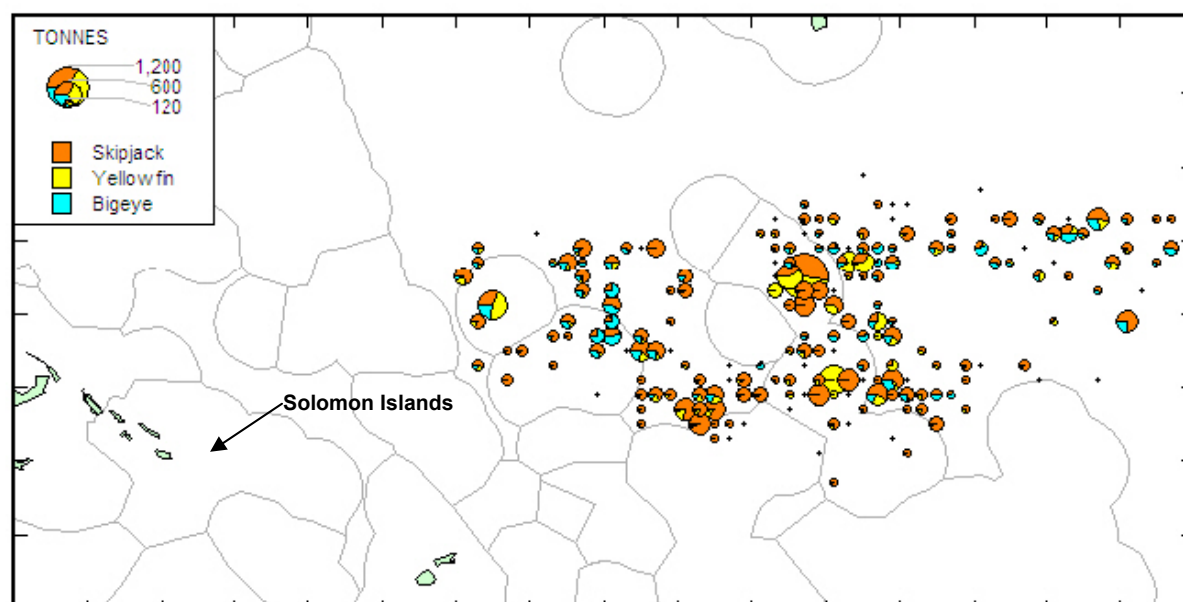 TONNES
1,200
600
120
Skipjack
Yellowfin
Bigeye
Solomon Islands